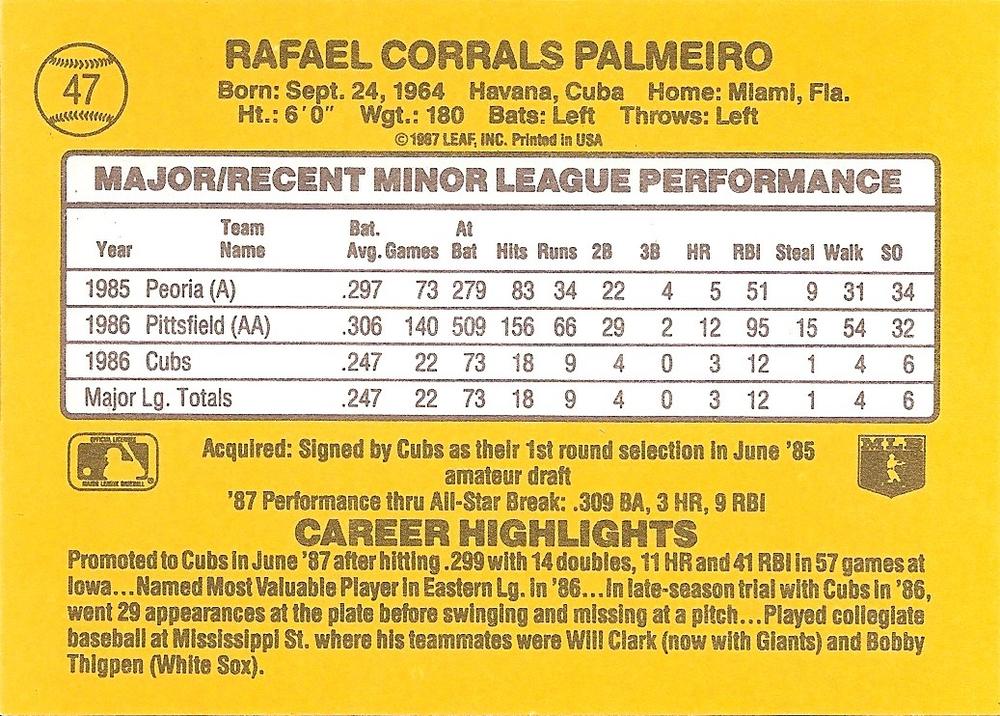 47
RAFAEL CORRALS PALMEIRO
Born: Sept. 24, 1964 Havana, Cuba Home: Miami, Fla.
Ht.: 6'0" Wgt.: 180 Bats: Left Throws: Left
©1987 LEAF, INC. Printed in USA
MAJOR/RECENT MINOR LEAGUE PERFORMANCE
Year Team Name Bat. Avg. Games At Bat Hits Runs 2B 3B HR RBI Steal Walk SO
1985 Peoria (A) .297 73 279 83 34 22 4 5 51 9 31 34
1986 Pittsfield (AA) .306 140 509 156 66 29 2 12 95 15 54 32
1986 Cubs .247 22 73 18 9 4 0 3 12 1 4 6
Major Lg. Totals .247 22 73 18 9 4 0 3 12 1 4 6
OFFICIAL LICENSEE
MAJOR LEAGUE BASEBALL
Acquired: Signed by Cubs as their 1st round selection in June '85
amateur draft
'87 Performance thru All-Star Break: .309 BA, 3 HR, 9 RBI
MLB
CAREER HIGHLIGHTS
Promoted to Cubs in June '87 after hitting .299 with 14 doubles, 11 HR and 41 RBI in 57 games at
Iowa...Named Most Valuable Player in Eastern Lg. in '86...In late-season trial with Cubs in '86,
went 29 appearances at the plate before swinging and missing at a pitch...Played collegiate
baseball at Mississippi St. where his teammates were Will Clark (now with Giants) and Bobby
Thigpen (White Sox).